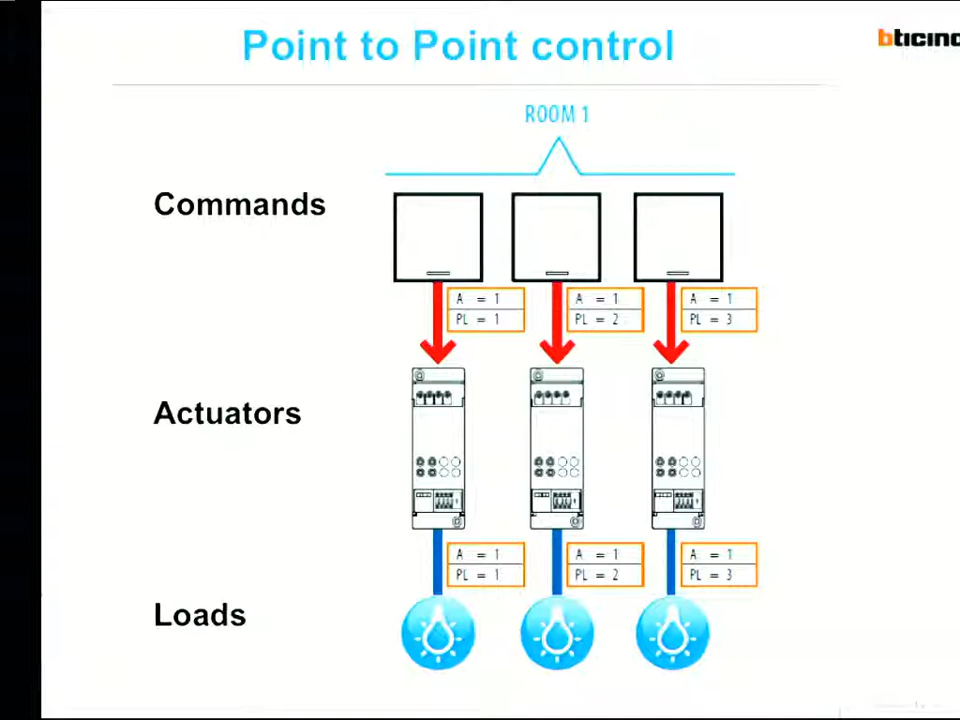 Point to Point control
bticino
ROOM 1
Commands
A = 1
PL = 1
A = 1
PL = 2
A = 1
PL = 3
Actuators
A = 1
PL = 1
A = 1
PL = 2
A = 1
PL = 3
Loads